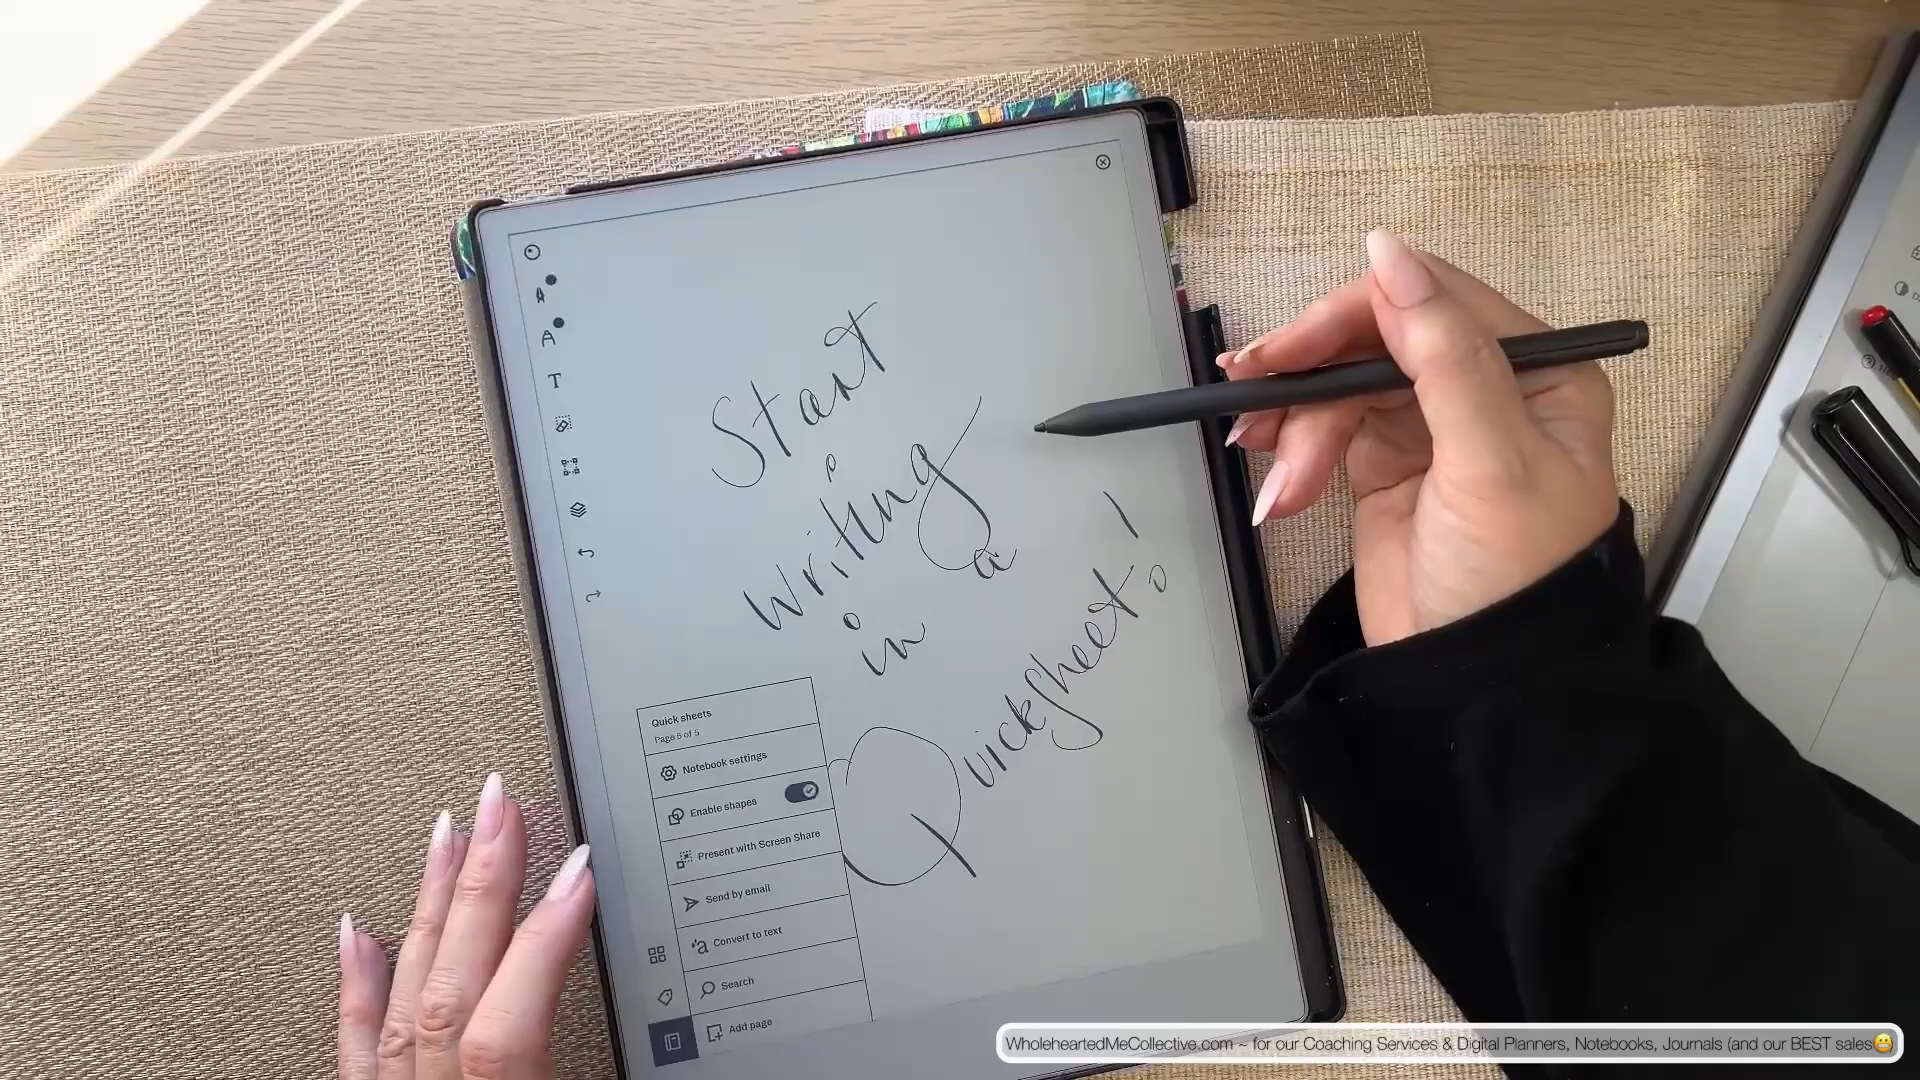 Start
writing
in a
Quicksheet!
T
Quick sheets
Page 5 of 5
Notebook settings
Enable shapes
Present with Screen Share
Send by email
Convert to text
Search
Add page
WholeheartedMeCollective.com ~ for our Coaching Services & Digital Planners, Notebooks, Journals (and our BEST sales😬